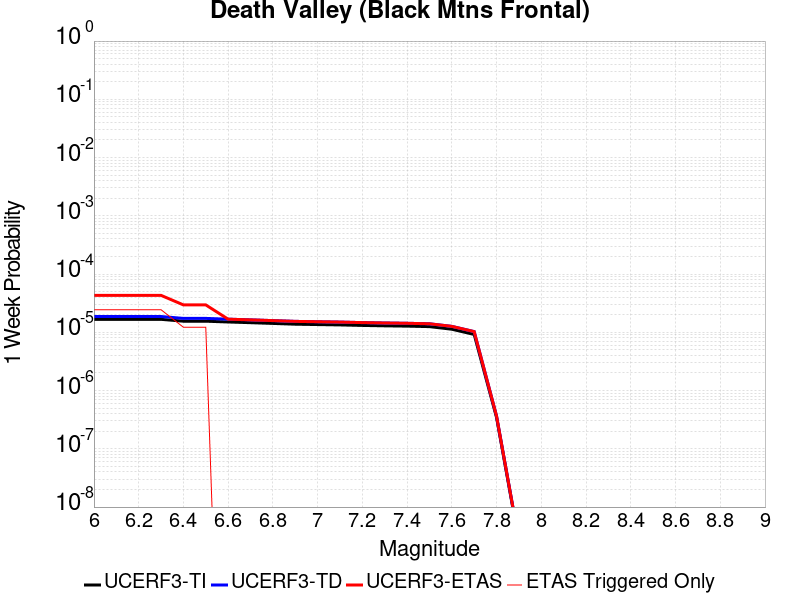 Death Valley (Black Mtns Frontal)
10^0
10^-1
10^-2
10^-3
10^-4
10^-5
10^-6
10^-7
10^-8
1 Week Probability
6 6.2 6.4 6.6 6.8 7 7.2 7.4 7.6 7.8 8 8.2 8.4 8.6 8.8 9
Magnitude
UCERF3-TI UCERF3-TD UCERF3-ETAS ETAS Triggered Only